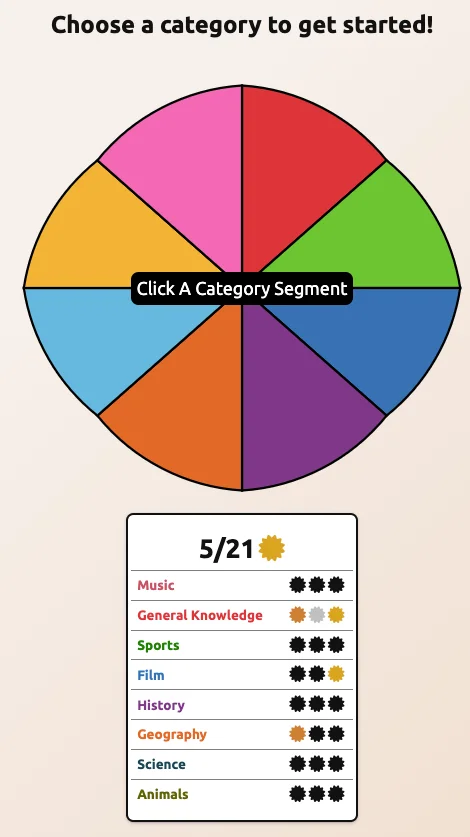 Choose a category to get started!
Click A Category Segment
5/21
Music
General Knowledge
Sports
Film
History
Geography
Science
Animals